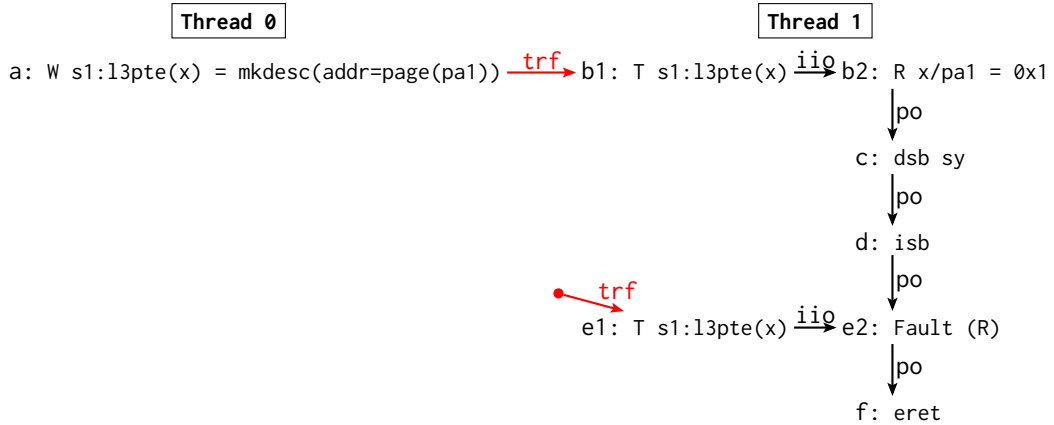 Thread 0
Thread 1
a: W s1:l3pte(x) = mkdesc(addr=page(pa1))
trf
b1: T s1:l3pte(x)
iio
b2: R x/pa1 = 0x1
po
c: dsb sy
po
d: isb
po
trf
e1: T s1:l3pte(x)
iio
e2: Fault (R)
po
f: eret